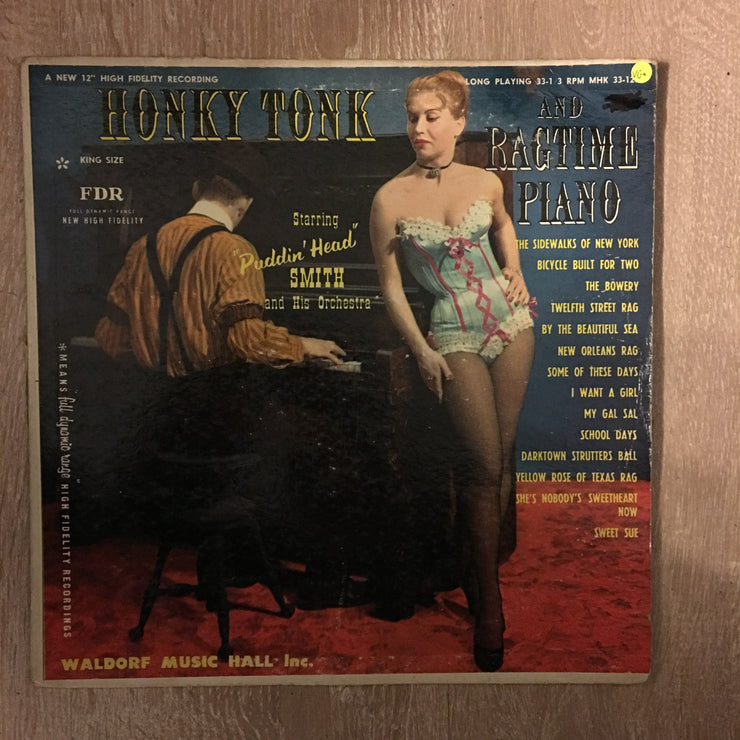 A NEW 12" HIGH FIDELITY RECORDING
LONG PLAYING 33-1 3 RPM MHK 33-12
VG+
HONKY TONK
AND
RAGTIME
PIANO
* KING SIZE
FDR
FULL DYNAMIC RANGE
NEW HIGH FIDELITY
Starring
"Puddin' Head"
SMITH
and His Orchestra
THE SIDEWALKS OF NEW YORK
BICYCLE BUILT FOR TWO
THE BOWERY
TWELFTH STREET RAG
BY THE BEAUTIFUL SEA
NEW ORLEANS RAG
SOME OF THESE DAYS
I WANT A GIRL
MY GAL SAL
SCHOOL DAYS
DARKTOWN STRUTTERS BALL
YELLOW ROSE OF TEXAS RAG
SHE'S NOBODY'S SWEETHEART
NOW
SWEET SUE
* MEANS "full dynamic range" HIGH FIDELITY RECORDINGS
WALDORF MUSIC HALL Inc.